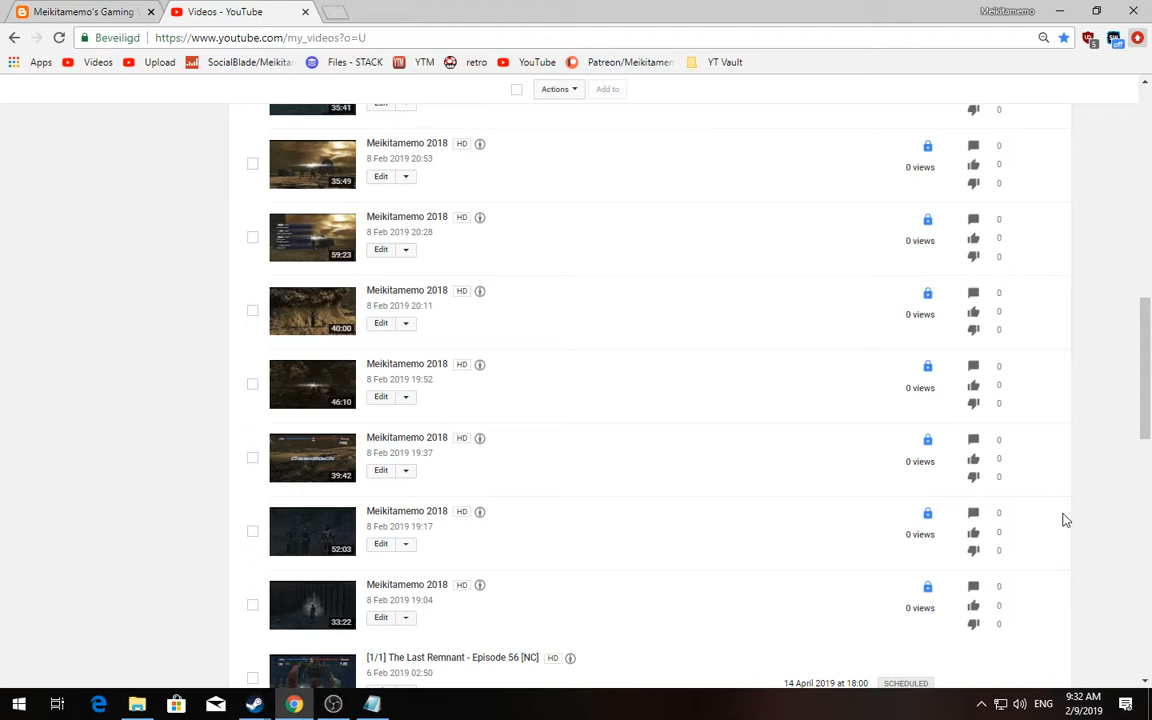 Meikitamemo's Gaming V
Videos - YouTube
Meikitamemo
Beveiligd
https://www.youtube.com/my_videos?o=U
5
off
Apps
Videos
Upload
SocialBlade/Meikita
Files - STACK
YTM
retro
YouTube
Patreon/Meikitamem
YT Vault
Actions
Add to
35:41
Edit
0
Meikitamemo 2018 HD
8 Feb 2019 20:53
Edit
35:49
0 views
0
0
0
Meikitamemo 2018 HD
8 Feb 2019 20:28
Edit
59:23
0 views
0
0
0
Meikitamemo 2018 HD
8 Feb 2019 20:11
Edit
40:00
0 views
0
0
0
Meikitamemo 2018 HD
8 Feb 2019 19:52
Edit
46:10
0 views
0
0
0
Meikitamemo 2018 HD
8 Feb 2019 19:37
Edit
39:42
0 views
0
0
0
Meikitamemo 2018 HD
8 Feb 2019 19:17
Edit
52:03
0 views
0
0
0
Meikitamemo 2018 HD
8 Feb 2019 19:04
Edit
33:22
0 views
0
0
0
[1/1] The Last Remnant - Episode 56 [NC] HD
6 Feb 2019 02:50
14 April 2019 at 18:00 SCHEDULED
ENG
9:32 AM
2/9/2019